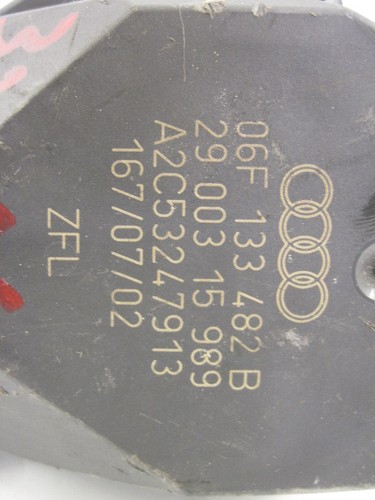 06F 133 482 B
29 003 15 989
A2C53247913
167/07/02
ZFL